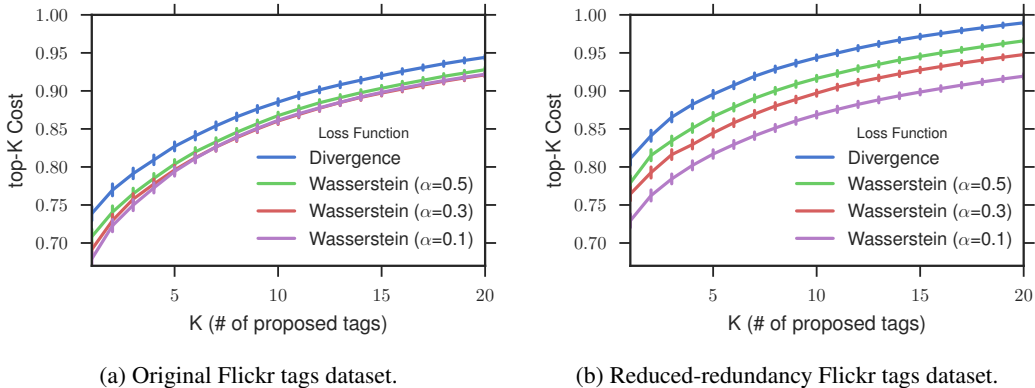 1.00
0.95
0.90
0.85
0.80
0.75
0.70
top-K Cost
Loss Function
Divergence
Wasserstein (α=0.5)
Wasserstein (α=0.3)
Wasserstein (α=0.1)
5
10
15
20
K (# of proposed tags)
(a) Original Flickr tags dataset.
1.00
0.95
0.90
0.85
0.80
0.75
0.70
top-K Cost
Loss Function
Divergence
Wasserstein (α=0.5)
Wasserstein (α=0.3)
Wasserstein (α=0.1)
5
10
15
20
K (# of proposed tags)
(b) Reduced-redundancy Flickr tags dataset.